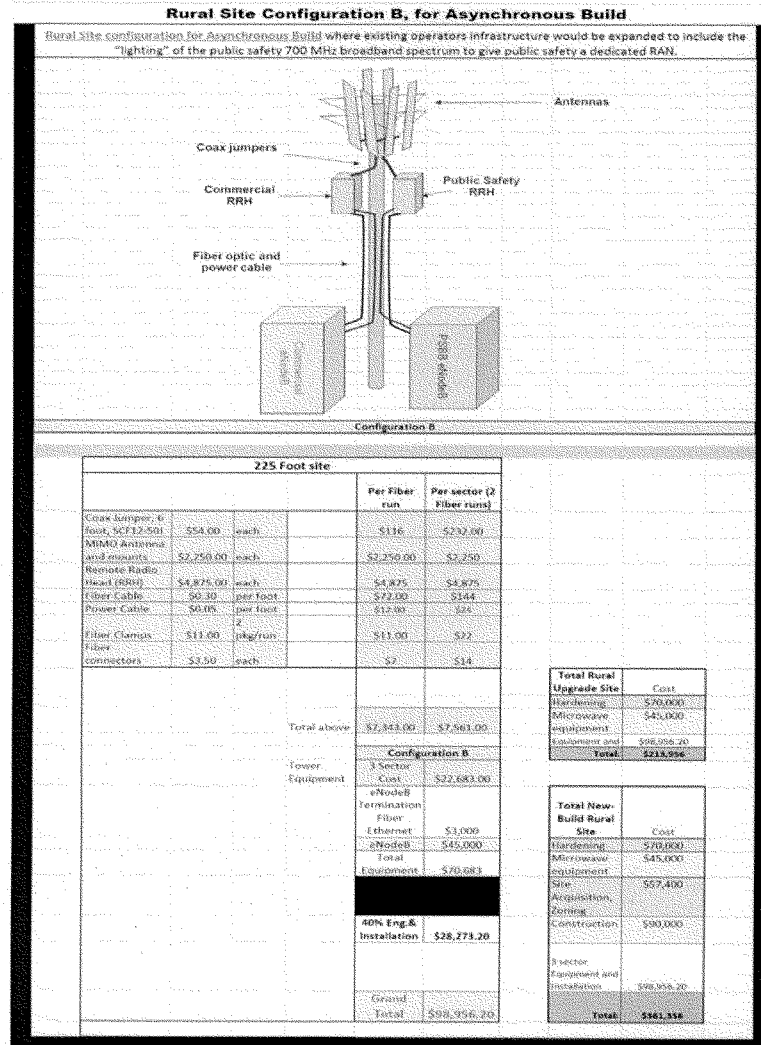 Rural Site Configuration B, for Asynchronous Build
Rural Site configuration for Asynchronous Build where existing operators infrastructure would be expanded to include the
"lighting" of the public safety 700 MHz broadband spectrum to give public safety a dedicated RAN.
Antennas
Coax jumpers
Commercial
RRH
Public Safety
RRH
Fiber optic and
power cable
Commercial
eNodeB
PSBB eNodeB
Configuration B
225 Foot site
Per Fiber
run
Per sector (2
Fiber runs)
Coax Jumper, 6
foot, SCF12-50J $54.00 each $116 $232.00
MIMO Antenna
and mounts $2,250.00 each $2,250.00 $2,250
Remote Radio
Head (RRH) $4,875.00 each $4,875 $4,875
Fiber Cable $0.30 per foot $72.00 $144
Power Cable $0.05 per foot $12.00 $24
2
Fiber Clamps $11.00 pkg/run $11.00 $22
Fiber
connectors $3.50 each $7 $14
Total above $7,343.00 $7,561.00
Configuration B
Tower
Equipment
3 Sector
Cost $22,683.00
eNodeB
Termination
Fiber
Ethernet $3,000
eNodeB $45,000
Total
Equipment $70,683
40% Eng.&
Installation $28,273.20
Grand
Total $98,956.20
Total Rural
Upgrade Site Cost
Hardening $70,000
Microwave
equipment $45,000
Equipment and $98,956.20
Total: $213,956
Total New-
Build Rural
Site Cost
Hardening $70,000
Microwave
equipment $45,000
Site
Acquisition,
Zoning $57,400
Construction $90,000
3 sector
Equipment and
Installation $98,956.20
Total: $361,356